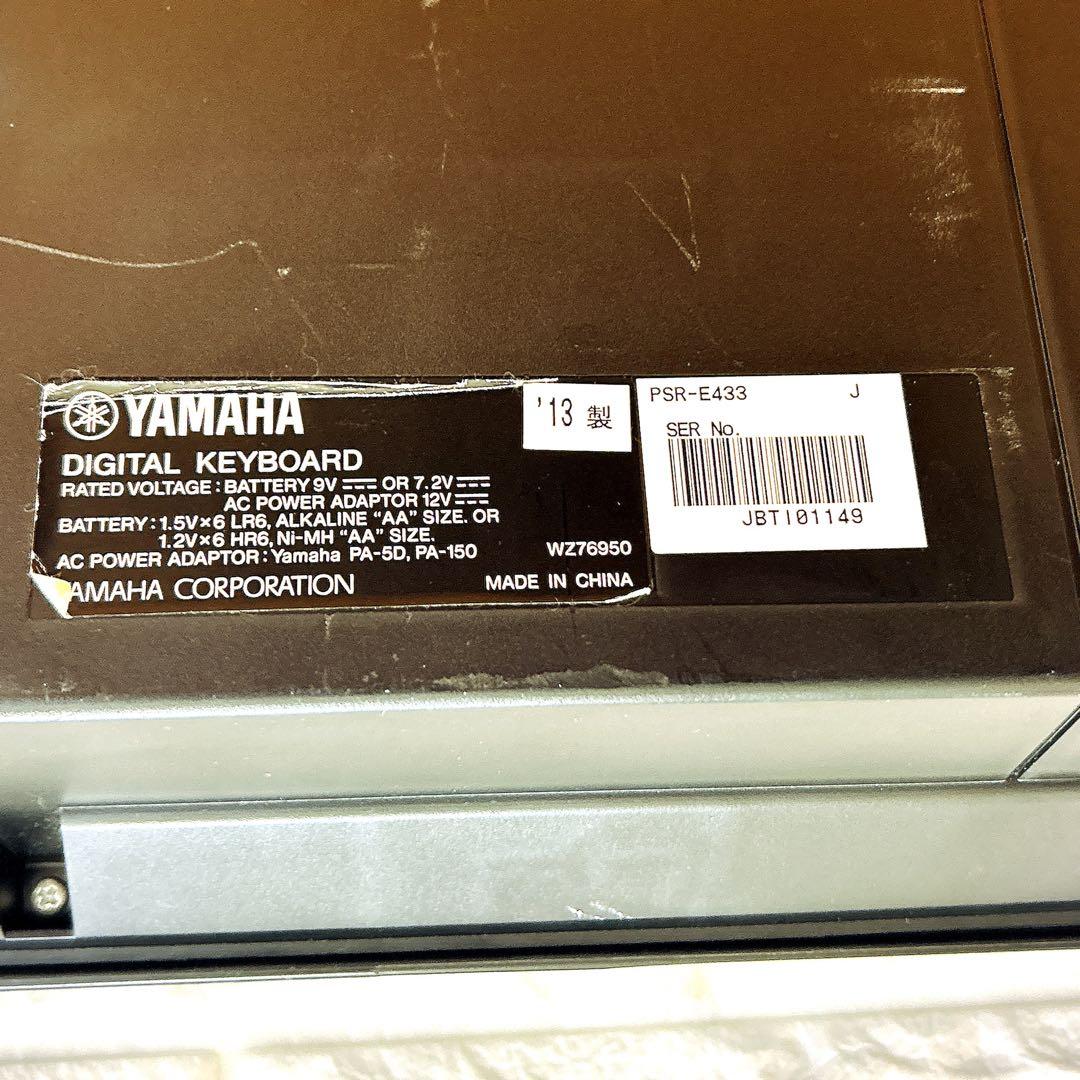 YAMAHA
'13 製
DIGITAL KEYBOARD
RATED VOLTAGE : BATTERY 9V ⎓ OR 7.2V ⎓
AC POWER ADAPTOR 12V ⎓
BATTERY : 1.5V×6 LR6, ALKALINE “AA” SIZE. OR
1.2V×6 HR6, Ni-MH “AA” SIZE.
AC POWER ADAPTOR : Yamaha PA-5D, PA-150
WZ76950
YAMAHA CORPORATION
MADE IN CHINA
PSR-E433 J
SER No.
JBTI01149